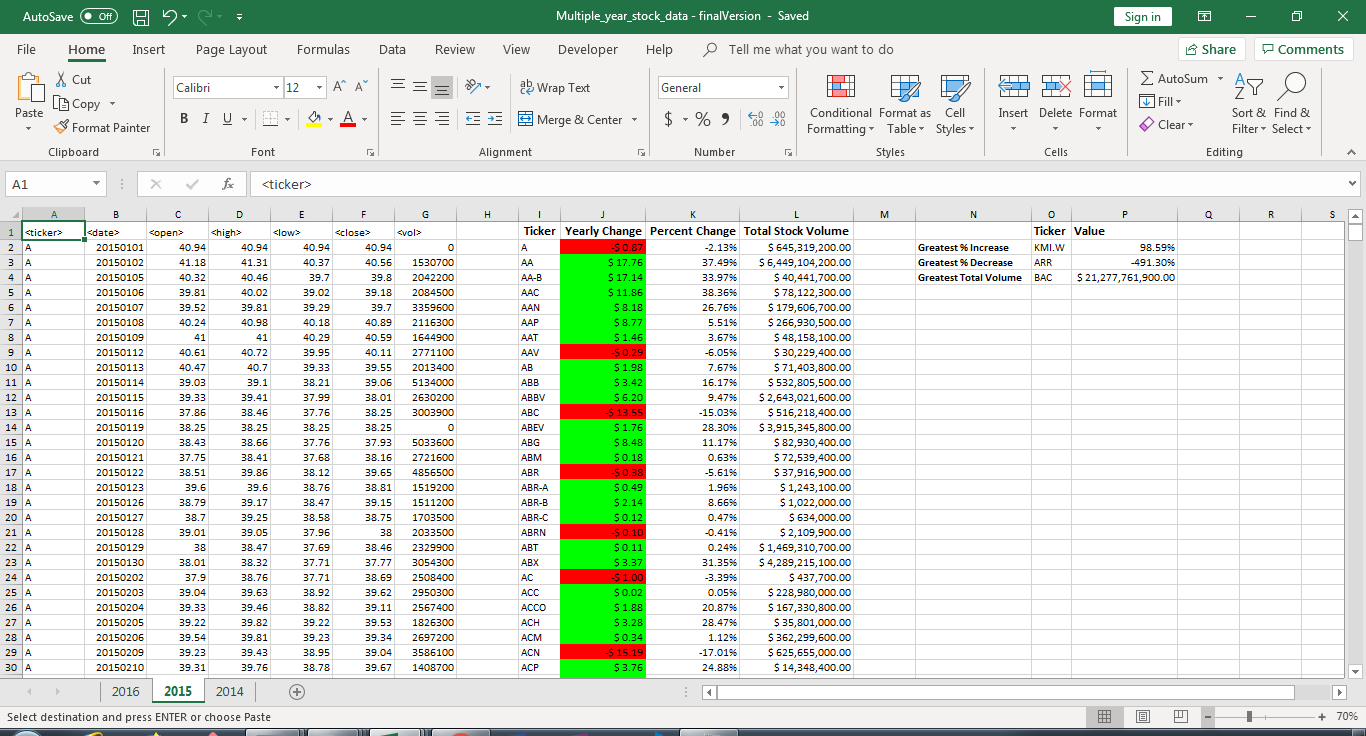 AutoSave Off Multiple_year_stock_data - finalVersion - Saved Sign in
File Home Insert Page Layout Formulas Data Review View Developer Help Tell me what you want to do Share Comments
Paste Cut Copy Format Painter Clipboard
Calibri 12 A A B I U A Font
ab Wrap Text Merge & Center Alignment
General $ % Number
Conditional Formatting Format as Table Cell Styles Styles
Insert Delete Format Cells
AutoSum Fill Clear Sort & Filter Find & Select Editing
A1 fx <ticker>
A B C D E F G H I J K L M N O P Q R S
1 <ticker> <date> <open> <high> <low> <close> <vol> Ticker Yearly Change Percent Change Total Stock Volume Ticker Value
2 A 20150101 40.94 40.94 40.94 40.94 0 A -$ 0.87 -2.13% $ 645,319,200.00 Greatest % Increase KMI.W 98.59%
3 A 20150102 41.18 41.31 40.37 40.56 1530700 AA $ 17.76 37.49% $ 6,449,104,200.00 Greatest % Decrease ARR -491.30%
4 A 20150105 40.32 40.46 39.7 39.8 2042200 AA-B $ 17.14 33.97% $ 40,441,700.00 Greatest Total Volume BAC $ 21,277,761,900.00
5 A 20150106 39.81 40.02 39.02 39.18 2084500 AAC $ 11.86 38.36% $ 78,122,300.00
6 A 20150107 39.52 39.81 39.29 39.7 3359600 AAN $ 8.18 26.76% $ 179,606,700.00
7 A 20150108 40.24 40.98 40.18 40.89 2116300 AAP $ 8.77 5.51% $ 266,930,500.00
8 A 20150109 41 41 40.29 40.59 1644900 AAT $ 1.46 3.67% $ 48,158,100.00
9 A 20150112 40.61 40.72 39.95 40.11 2771100 AAV -$ 0.29 -6.05% $ 30,229,400.00
10 A 20150113 40.47 40.7 39.33 39.55 2013400 AB $ 1.98 7.67% $ 71,403,800.00
11 A 20150114 39.03 39.1 38.21 39.06 5134000 ABB $ 3.42 16.17% $ 532,805,500.00
12 A 20150115 39.33 39.41 37.99 38.01 2630200 ABBV $ 6.20 9.47% $ 2,643,021,600.00
13 A 20150116 37.86 38.46 37.76 38.25 3003900 ABC -$ 13.55 -15.03% $ 516,218,400.00
14 A 20150119 38.25 38.25 38.25 38.25 0 ABEV $ 1.76 28.30% $ 3,915,345,800.00
15 A 20150120 38.43 38.66 37.76 37.93 5033600 ABG $ 8.48 11.17% $ 82,930,400.00
16 A 20150121 37.75 38.41 37.68 38.16 2721600 ABM $ 0.18 0.63% $ 72,539,400.00
17 A 20150122 38.51 39.86 38.12 39.65 4856500 ABR -$ 0.38 -5.61% $ 37,916,900.00
18 A 20150123 39.6 39.6 38.76 38.81 1519200 ABR-A $ 0.49 1.96% $ 1,243,100.00
19 A 20150126 38.79 39.17 38.47 39.15 1511200 ABR-B $ 2.14 8.66% $ 1,022,000.00
20 A 20150127 38.7 39.25 38.58 38.75 1703500 ABR-C $ 0.12 0.47% $ 634,000.00
21 A 20150128 39.01 39.05 37.96 38 2033500 ABRN -$ 0.10 -0.41% $ 2,109,900.00
22 A 20150129 38 38.47 37.69 38.46 2329900 ABT $ 0.11 0.24% $ 1,469,310,700.00
23 A 20150130 38.01 38.32 37.71 37.77 3054300 ABX $ 3.37 31.35% $ 4,289,215,100.00
24 A 20150202 37.9 38.76 37.71 38.69 2508400 AC -$ 1.00 -3.39% $ 437,700.00
25 A 20150203 39.04 39.63 38.92 39.62 2950300 ACC $ 0.02 0.05% $ 228,980,000.00
26 A 20150204 39.33 39.46 38.82 39.11 2567400 ACCO $ 1.88 20.87% $ 167,330,800.00
27 A 20150205 39.22 39.82 39.22 39.53 1826300 ACH $ 3.28 28.47% $ 35,801,000.00
28 A 20150206 39.54 39.81 39.23 39.34 2697200 ACM $ 0.34 1.12% $ 362,299,600.00
29 A 20150209 39.23 39.43 38.95 39.04 3586100 ACN -$ 15.19 -17.01% $ 625,655,000.00
30 A 20150210 39.31 39.76 38.78 39.67 1408700 ACP $ 3.76 24.88% $ 14,348,400.00
2016 2015 2014
Select destination and press ENTER or choose Paste 70%